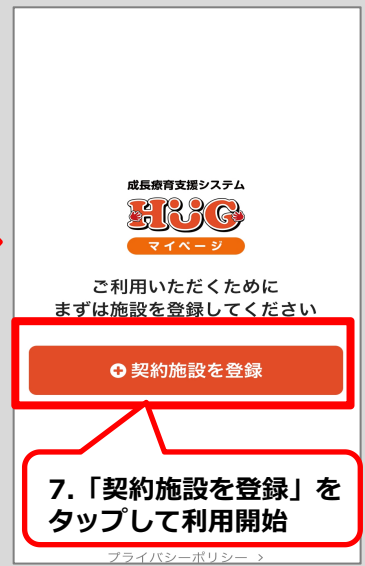 成長療育支援システム
HUG
マイページ
ご利用いただくために
まずは施設を登録してください
契約施設を登録
7.「契約施設を登録」を
タップして利用開始
プライバシーポリシー >